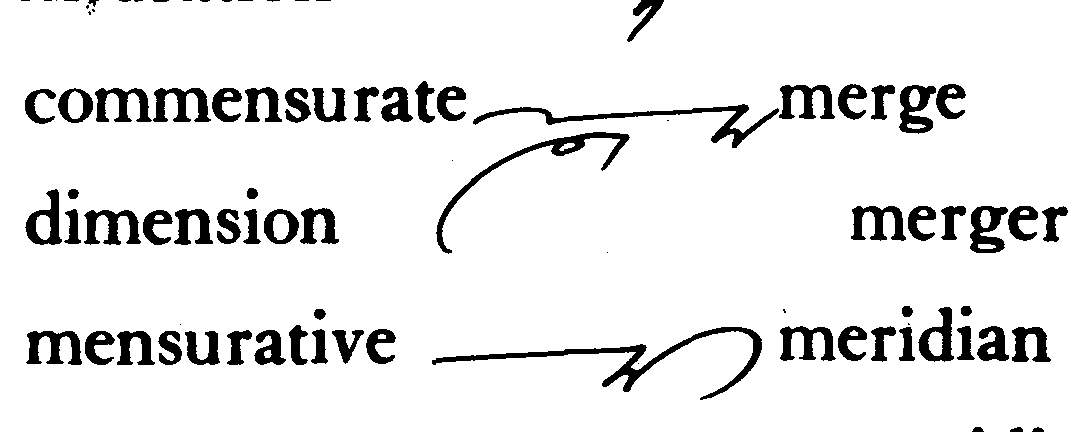 commensurate merge
dimension merger
mensurative meridian